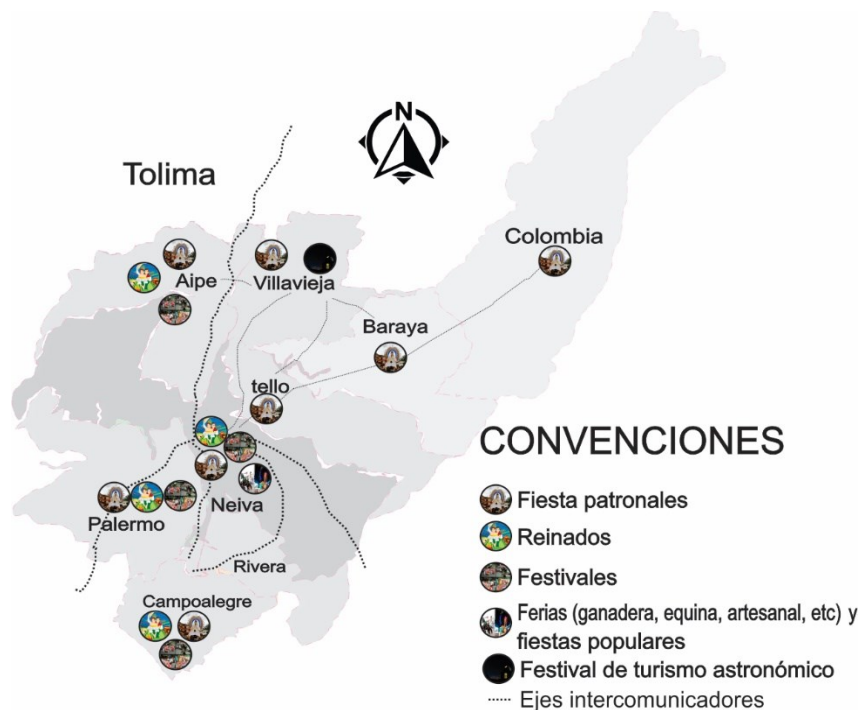 N
Tolima
Colombia
Aipe
Villavieja
Baraya
tello
Neiva
Palermo
Rivera
Campoalegre
CONVENCIONES
Fiesta patronales
Reinados
Festivales
Ferias (ganadera, equina, artesanal, etc) y
fiestas populares
Festival de turismo astronómico
Ejes intercomunicadores